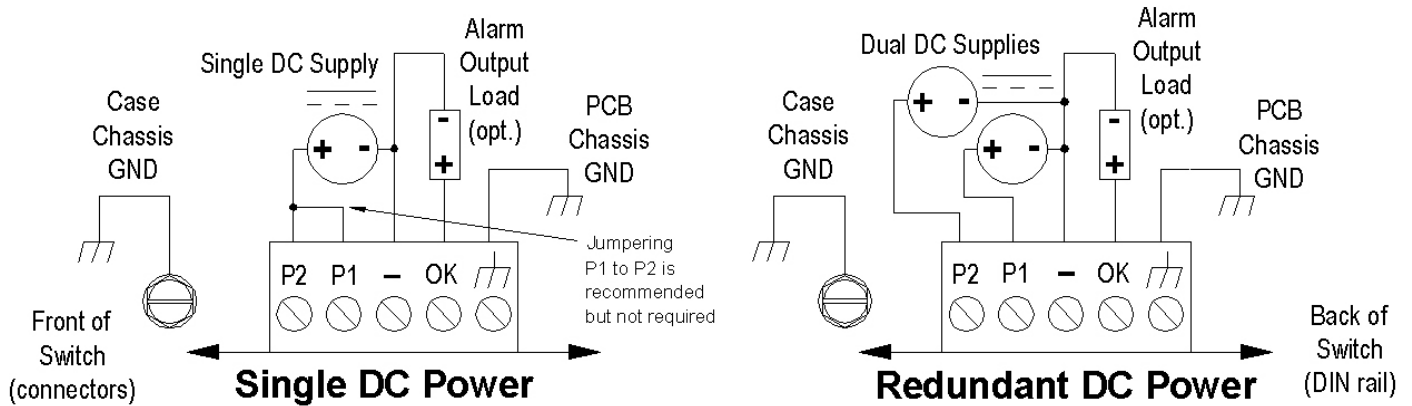 Single DC Supply
Alarm
Output
Load
(opt.)
Case
Chassis
GND
PCB
Chassis
GND
+ -
-
+
Jumpering
P1 to P2 is
recommended
but not required
P2 P1 – OK
Front of
Switch
(connectors)
Single DC Power
Dual DC Supplies
Alarm
Output
Load
(opt.)
Case
Chassis
GND
PCB
Chassis
GND
+ -
+ -
-
+
P2 P1 – OK
Back of
Switch
(DIN rail)
Redundant DC Power